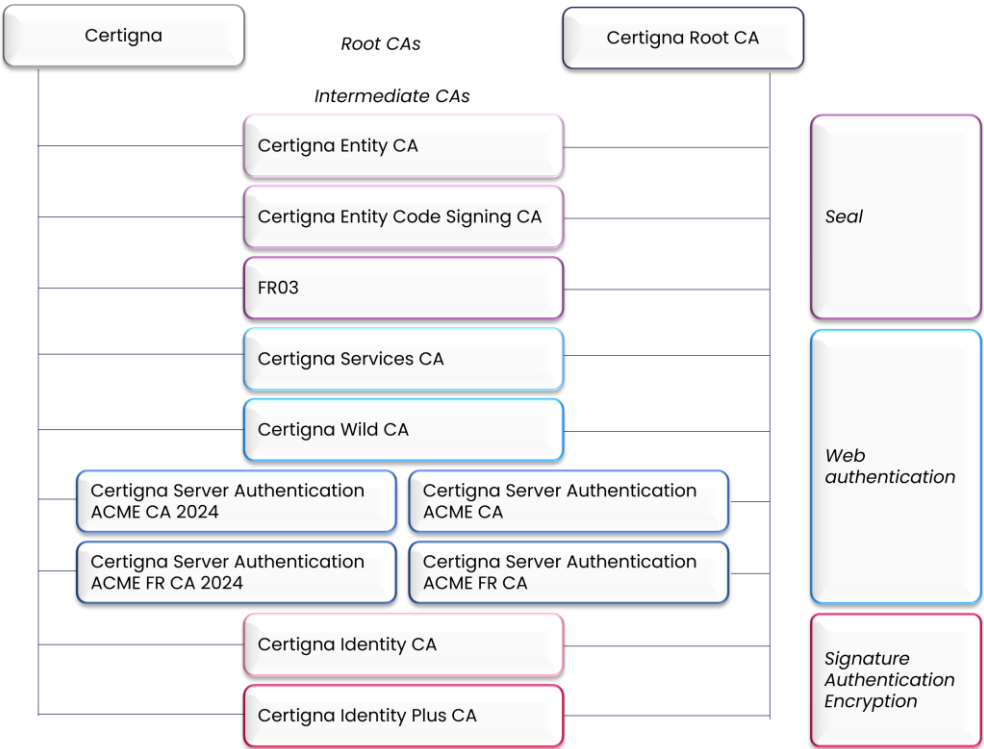 Certigna
Root CAs
Certigna Root CA
Intermediate CAs
Certigna Entity CA
Certigna Entity Code Signing CA
FR03
Seal
Certigna Services CA
Certigna Wild CA
Web
authentication
Certigna Server Authentication
ACME CA 2024
Certigna Server Authentication
ACME CA
Certigna Server Authentication
ACME FR CA 2024
Certigna Server Authentication
ACME FR CA
Certigna Identity CA
Certigna Identity Plus CA
Signature
Authentication
Encryption